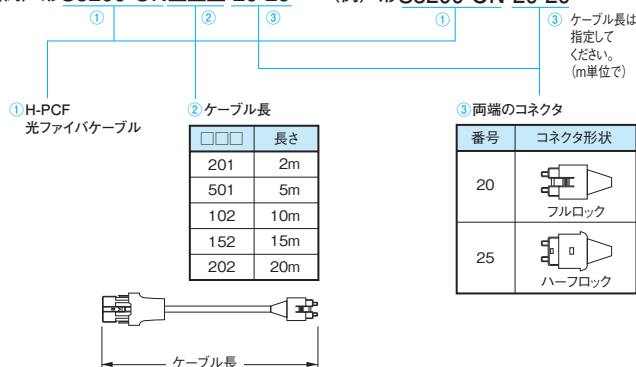 ① ② ③
① ③ ケーブル長は
指定して
ください。
(m単位で)
①H-PCF
光ファイバケーブル
②ケーブル長
□□□ 長さ
201 2m
501 5m
102 10m
152 15m
202 20m
③両端のコネクタ
番号 コネクタ形状
20
フルロック
25
ハーフロック
ケーブル長